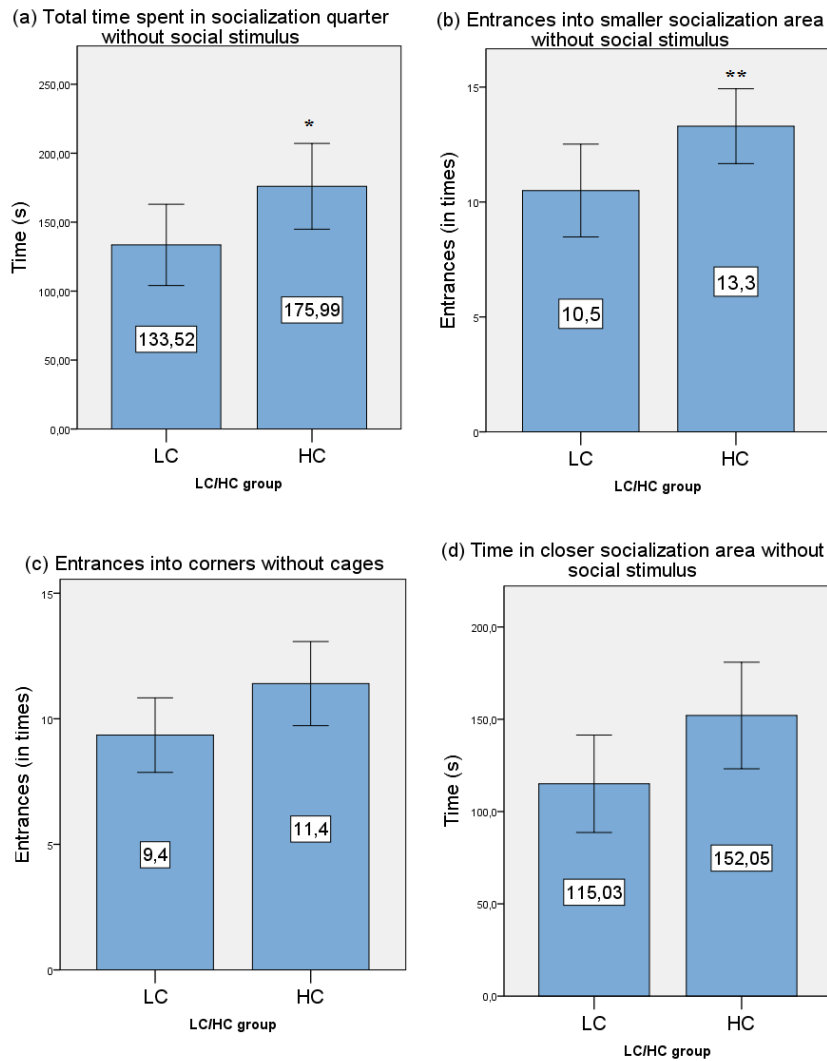 (a) Total time spent in socialization quarter
without social stimulus
250,00
200,00
150,00
100,00
50,00
0,00
Time (s)
*
133,52
175,99
LC
HC
LC/HC group
(b) Entrances into smaller socialization area
without social stimulus
15
10
5
0
Entrances (in times)
**
10,5
13,3
LC
HC
LC/HC group
(c) Entrances into corners without cages
15
10
5
0
Entrances (in times)
9,4
11,4
LC
HC
LC/HC group
(d) Time in closer socialization area without
social stimulus
200,0
150,0
100,0
50,0
0,0
Time (s)
115,03
152,05
LC
HC
LC/HC group